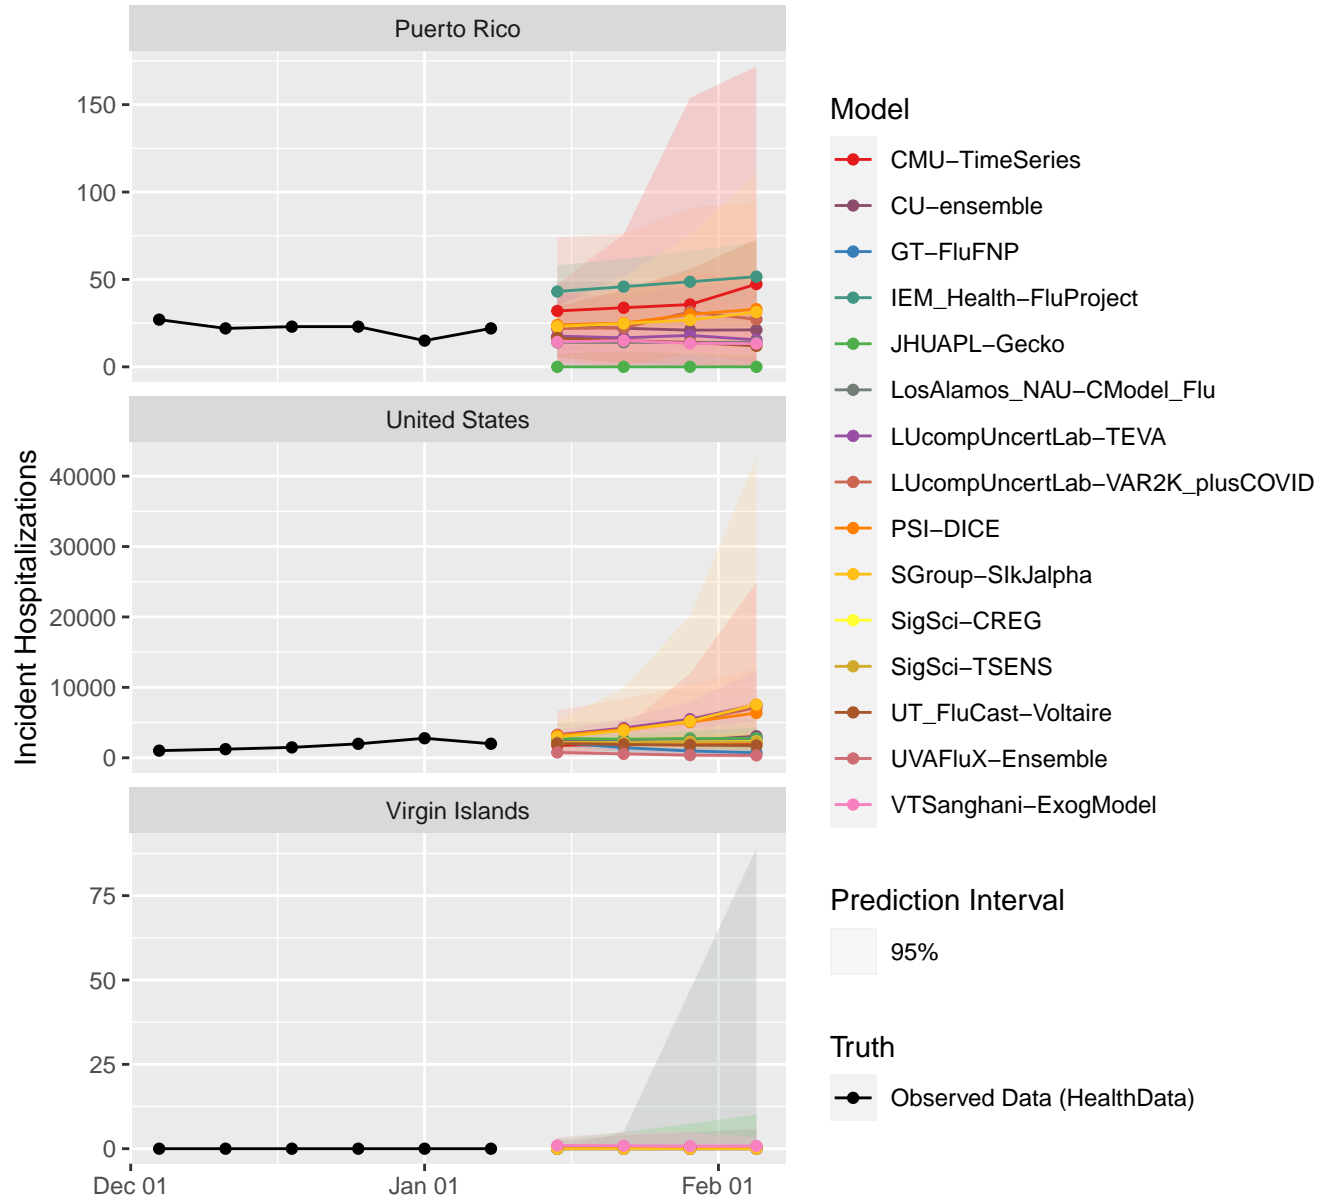 Puerto Rico
150
100
50
0
United States
40000
30000
20000
10000
0
Virgin Islands
75
50
25
0
Dec 01
Jan 01
Feb 01
Incident Hospitalizations
Model
CMU−TimeSeries
CU−ensemble
GT−FluFNP
IEM_Health−FluProject
JHUAPL−Gecko
LosAlamos_NAU−CModel_Flu
LUcompUncertLab−TEVA
LUcompUncertLab−VAR2K_plusCOVID
PSI−DICE
SGroup−SIkJalpha
SigSci−CREG
SigSci−TSENS
UT_FluCast−Voltaire
UVAFluX−Ensemble
VTSanghani−ExogModel
Prediction Interval
95%
Truth
Observed Data (HealthData)